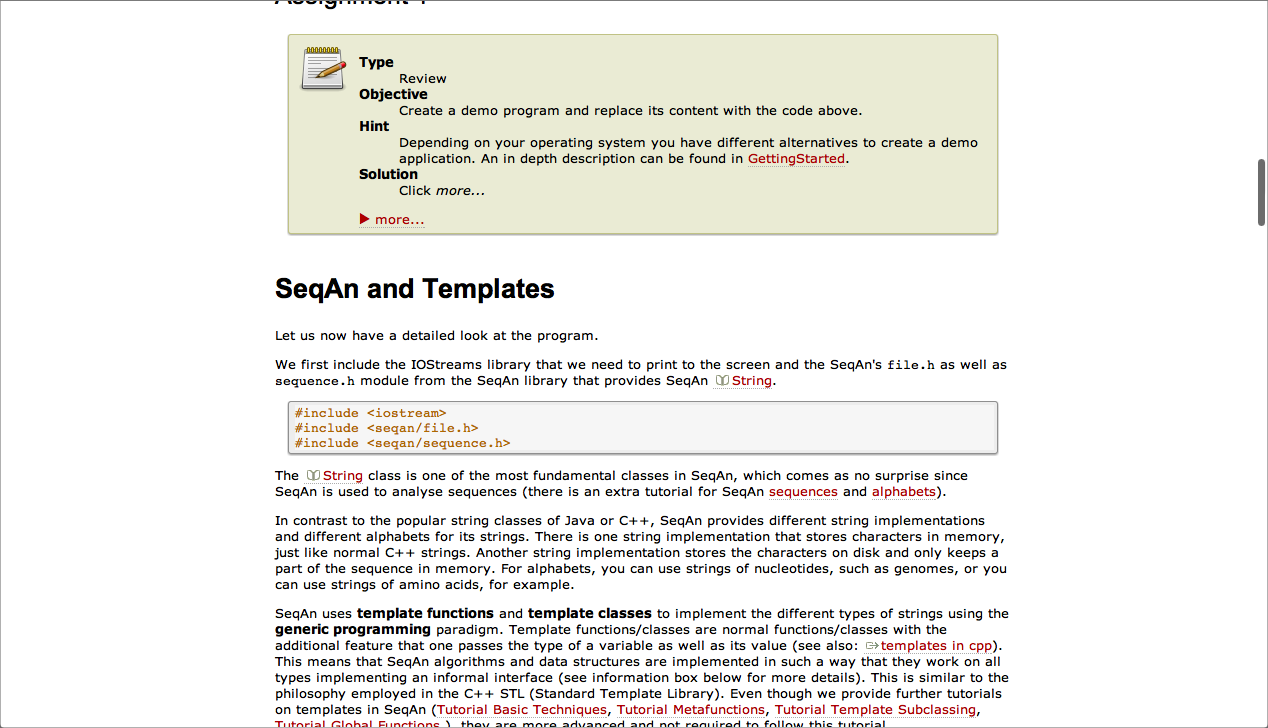 Assignment 1
Type
Review
Objective
Create a demo program and replace its content with the code above.
Hint
Depending on your operating system you have different alternatives to create a demo
application. An in depth description can be found in GettingStarted.
Solution
Click more...
more...
SeqAn and Templates
Let us now have a detailed look at the program.
We first include the IOStreams library that we need to print to the screen and the SeqAn's file.h as well as
sequence.h module from the SeqAn library that provides SeqAn String.
#include <iostream>
#include <seqan/file.h>
#include <seqan/sequence.h>
The String class is one of the most fundamental classes in SeqAn, which comes as no surprise since
SeqAn is used to analyse sequences (there is an extra tutorial for SeqAn sequences and alphabets).
In contrast to the popular string classes of Java or C++, SeqAn provides different string implementations
and different alphabets for its strings. There is one string implementation that stores characters in memory,
just like normal C++ strings. Another string implementation stores the characters on disk and only keeps a
part of the sequence in memory. For alphabets, you can use strings of nucleotides, such as genomes, or you
can use strings of amino acids, for example.
SeqAn uses template functions and template classes to implement the different types of strings using the
generic programming paradigm. Template functions/classes are normal functions/classes with the
additional feature that one passes the type of a variable as well as its value (see also: templates in cpp).
This means that SeqAn algorithms and data structures are implemented in such a way that they work on all
types implementing an informal interface (see information box below for more details). This is similar to the
philosophy employed in the C++ STL (Standard Template Library). Even though we provide further tutorials
on templates in SeqAn (Tutorial Basic Techniques, Tutorial Metafunctions, Tutorial Template Subclassing,
Tutorial Global Functions ), they are more advanced and not required to follow this tutorial.